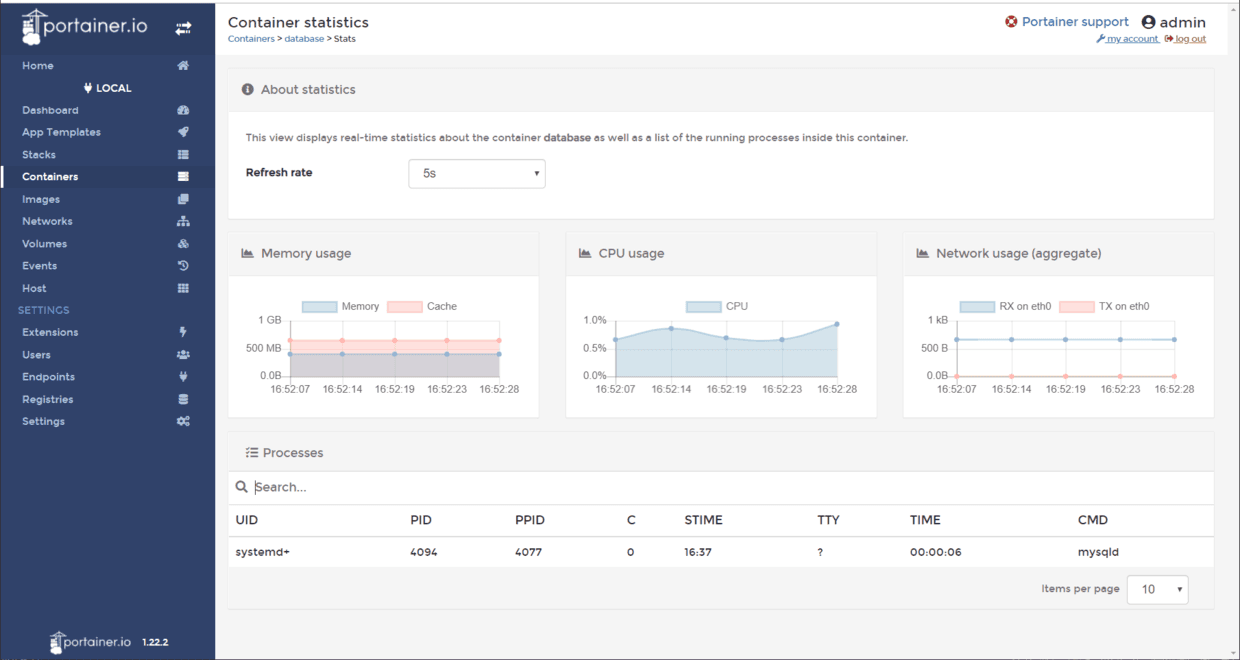 portainer.io
Container statistics
Containers > database > Stats
Portainer support admin
my account log out
Home
LOCAL
Dashboard
App Templates
Stacks
Containers
Images
Networks
Volumes
Events
Host
SETTINGS
Extensions
Users
Endpoints
Registries
Settings
portainer.io 1.22.2
About statistics
This view displays real-time statistics about the container database as well as a list of the running processes inside this container.
Refresh rate 5s
Memory usage
Memory Cache
1 GB
500 MB
0.0B
16:52:07 16:52:14 16:52:19 16:52:23 16:52:28
CPU usage
CPU
1.0%
0.5%
0.0%
16:52:07 16:52:14 16:52:19 16:52:23 16:52:28
Network usage (aggregate)
RX on eth0 TX on eth0
1 kB
500 B
0.0B
16:52:07 16:52:14 16:52:19 16:52:23 16:52:28
Processes
Search...
UID PID PPID C STIME TTY TIME CMD
systemd+ 4094 4077 0 16:37 ? 00:00:06 mysqld
Items per page 10